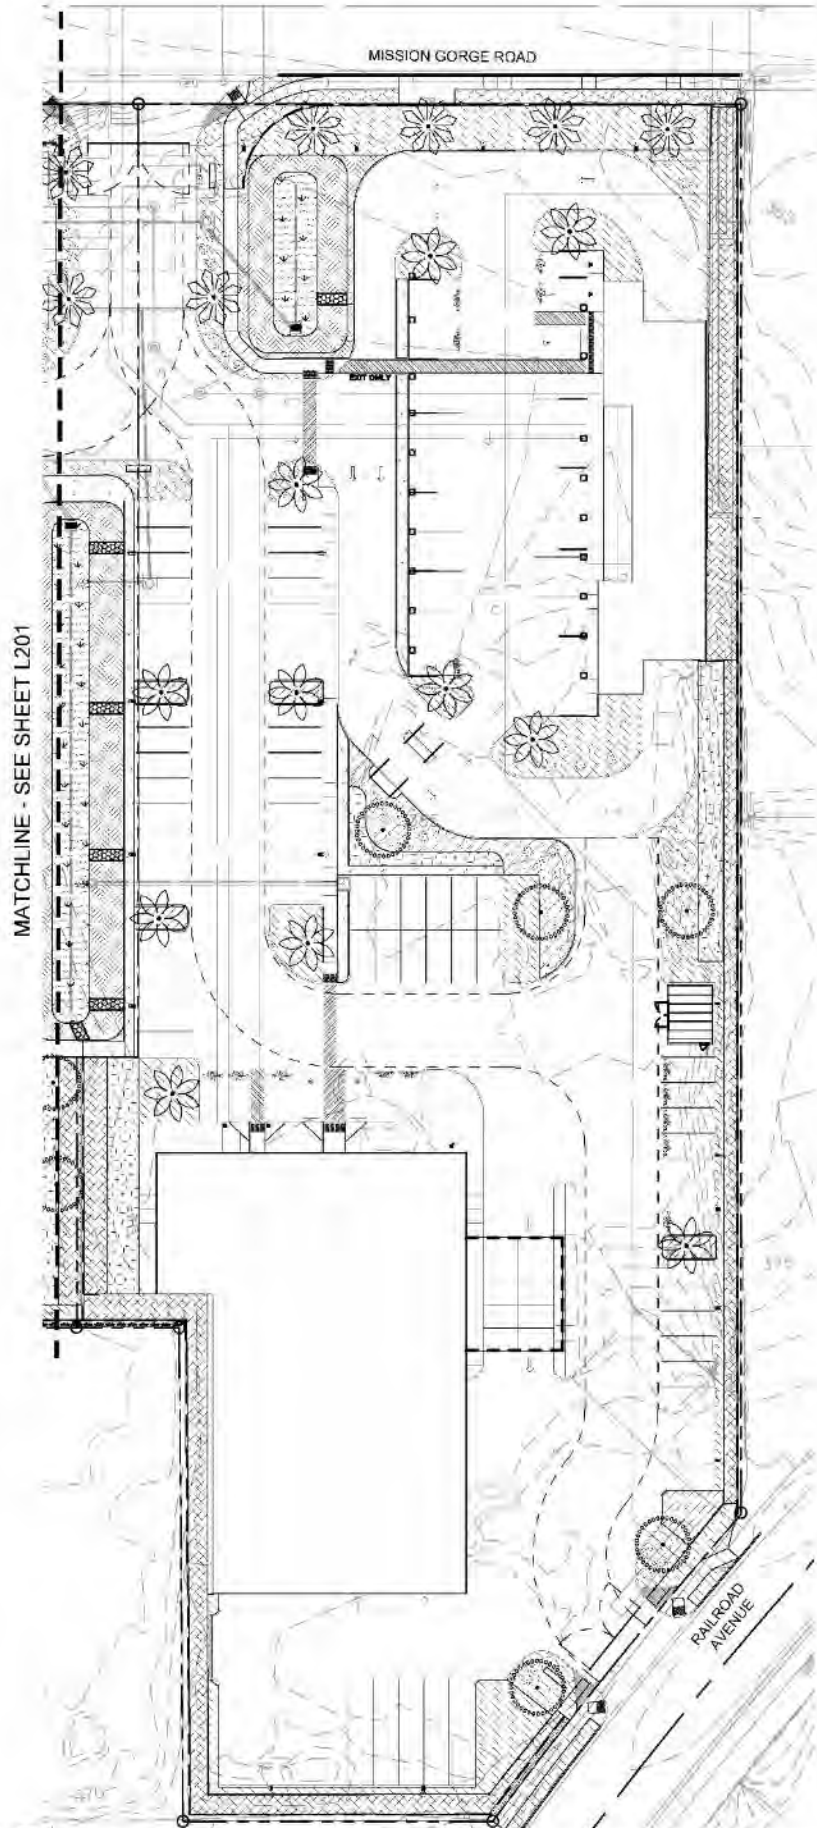 MISSION GORGE ROAD
EXIT ONLY
MATCHLINE - SEE SHEET L201
RAILROAD
AVENUE